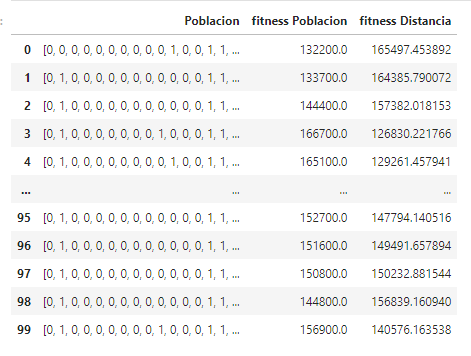 Poblacion fitness Poblacion fitness Distancia
0 [0, 0, 0, 0, 0, 0, 0, 0, 0, 0, 1, 0, 0, 1, 1, ... 132200.0 165497.453892
1 [0, 1, 0, 0, 0, 0, 0, 0, 0, 0, 0, 0, 0, 1, 1, ... 133700.0 164385.790072
2 [0, 1, 0, 0, 0, 0, 0, 0, 0, 0, 0, 0, 0, 1, 1, ... 144400.0 157382.018153
3 [0, 1, 0, 0, 0, 0, 0, 0, 0, 1, 0, 0, 0, 1, 1, ... 166700.0 126830.221766
4 [0, 1, 0, 0, 0, 0, 0, 0, 0, 0, 1, 0, 0, 1, 1, ... 165100.0 129261.457941
... ... ... ...
95 [0, 1, 0, 0, 0, 0, 0, 0, 0, 0, 0, 0, 0, 1, 1, ... 152700.0 147794.140516
96 [0, 1, 0, 0, 0, 0, 0, 0, 0, 0, 0, 0, 0, 1, 1, ... 151600.0 149491.657894
97 [0, 1, 0, 0, 0, 0, 0, 0, 0, 0, 0, 0, 0, 1, 1, ... 150800.0 150232.881544
98 [0, 1, 0, 0, 0, 0, 0, 0, 0, 0, 0, 0, 0, 1, 1, ... 144800.0 156839.160940
99 [0, 1, 0, 0, 0, 0, 0, 0, 0, 1, 0, 0, 0, 1, 1, ... 156900.0 140576.163538